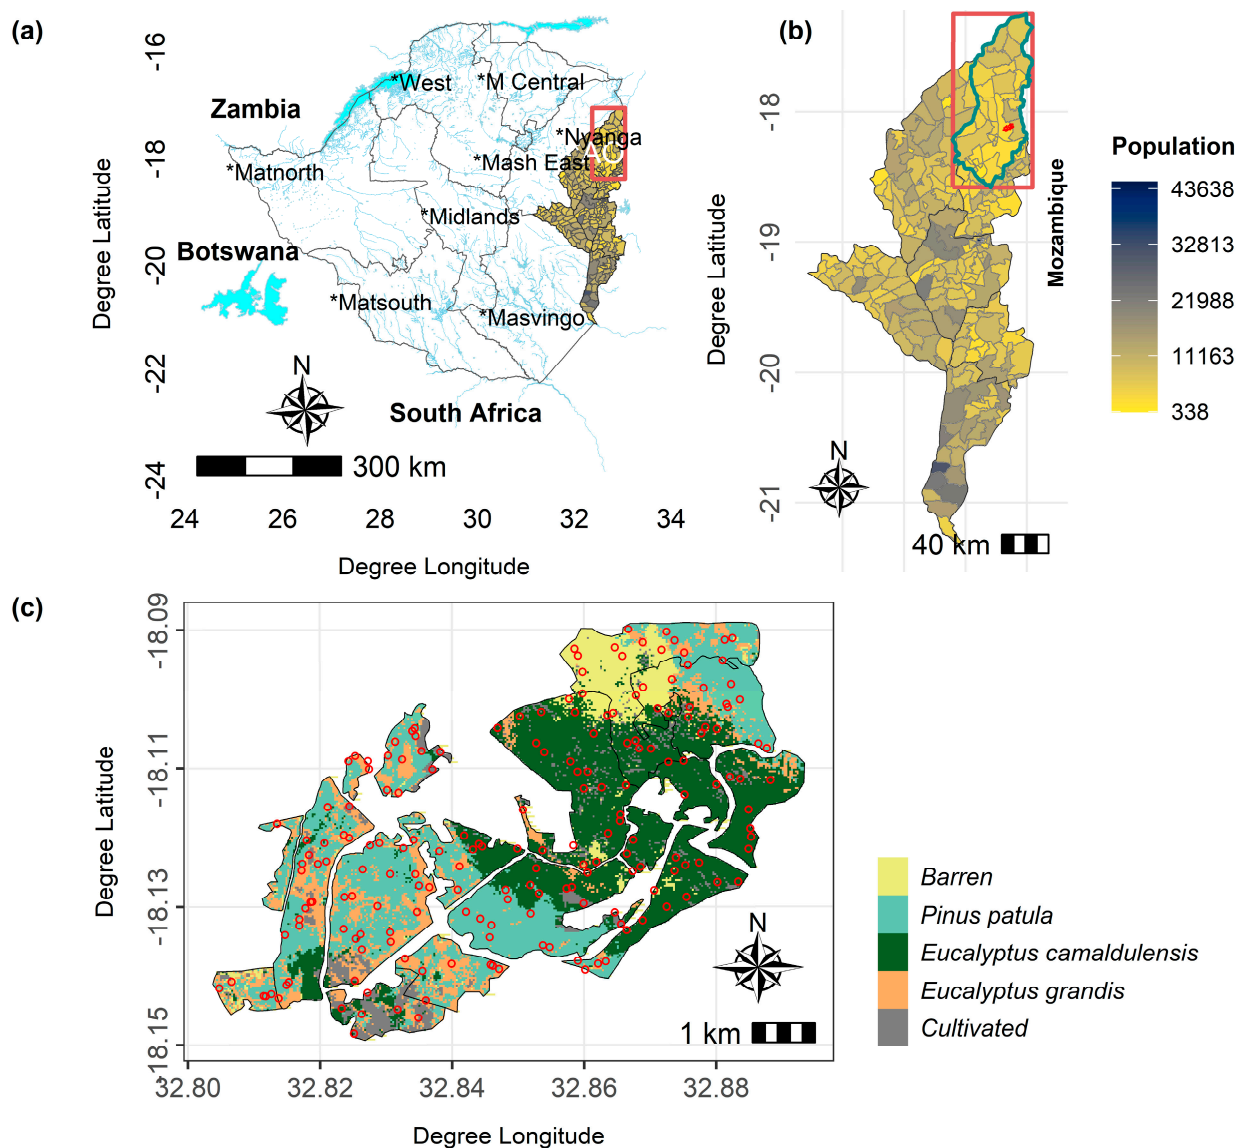 (a)
-16
-18
-20
-22
-24
Degree Latitude
Zambia
*West
*M Central
*Nyanga
*Mash East
*Matnorth
*Midlands
Botswana
*Matsouth
*Masvingo
N
South Africa
300 km
24 26 28 30 32 34
Degree Longitude
(b)
-18
-19
-20
-21
Degree Latitude
Mozambique
N
40 km
Population
43638
32813
21988
11163
338
(c)
-18.09
-18.11
-18.13
-18.15
Degree Latitude
N
1 km
32.80 32.82 32.84 32.86 32.88
Degree Longitude
Barren
Pinus patula
Eucalyptus camaldulensis
Eucalyptus grandis
Cultivated